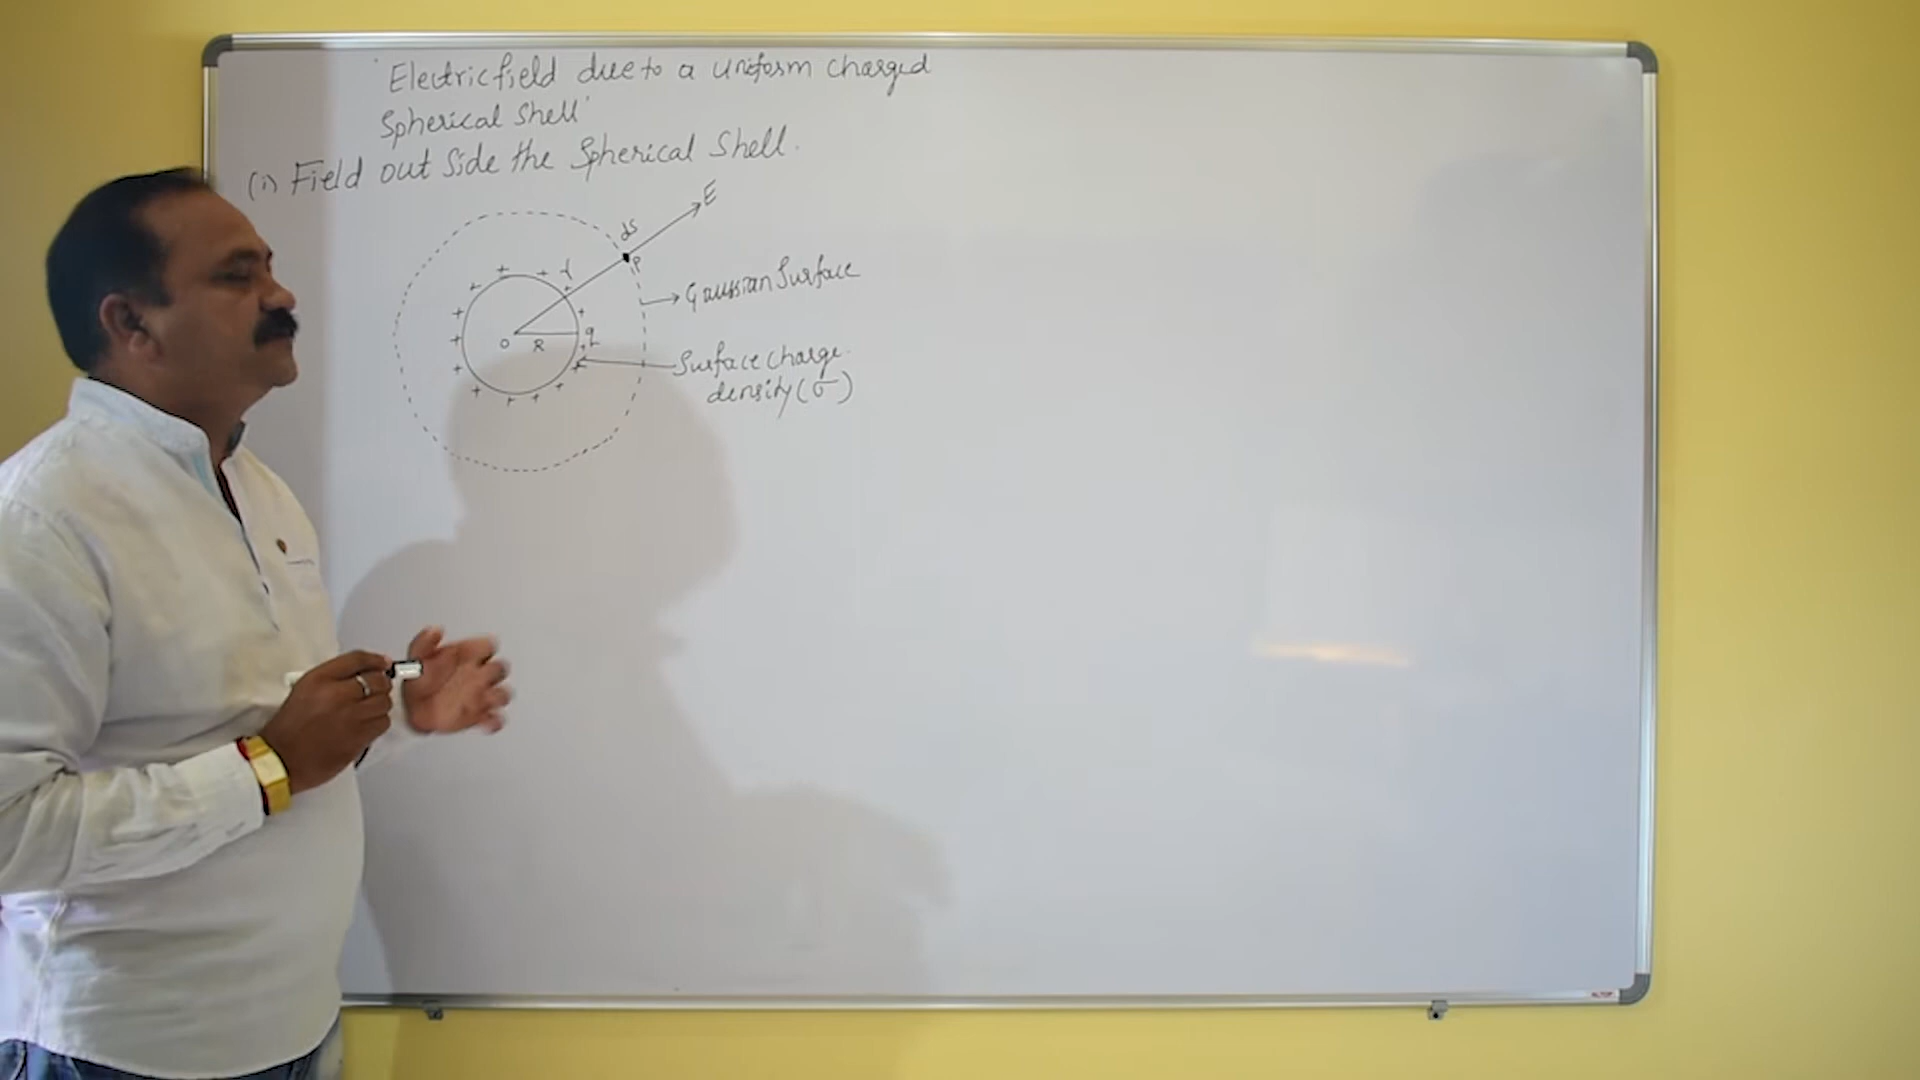 'Electric field due to a uniform charged
Spherical Shell'
(i) Field out Side the Spherical Shell.
E
ds
P
r
Gaussian Surface
q
O
R
Surface charge
density (σ)